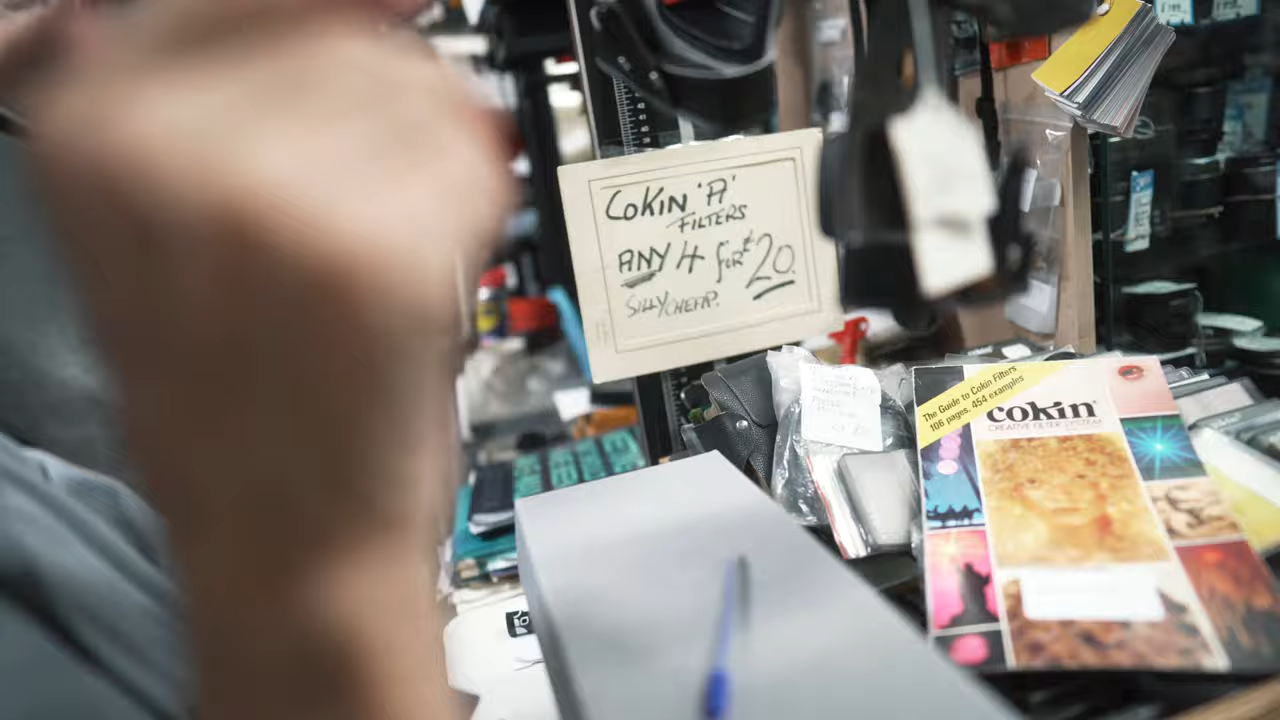 COKIN 'A'
FILTERS
ANY 4 for £20.
SILLY CHEAP.
The Guide to Cokin Filters
106 pages. 454 examples
cokin
CREATIVE FILTER SYSTEM